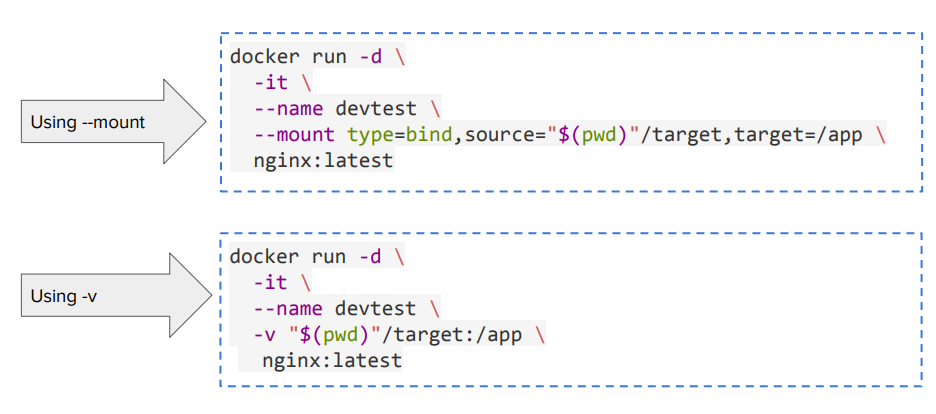 Using --mount
docker run -d \
-it \
--name devtest \
--mount type=bind,source="$(pwd)"/target,target=/app \
nginx:latest
Using -v
docker run -d \
-it \
--name devtest \
-v "$(pwd)"/target:/app \
nginx:latest